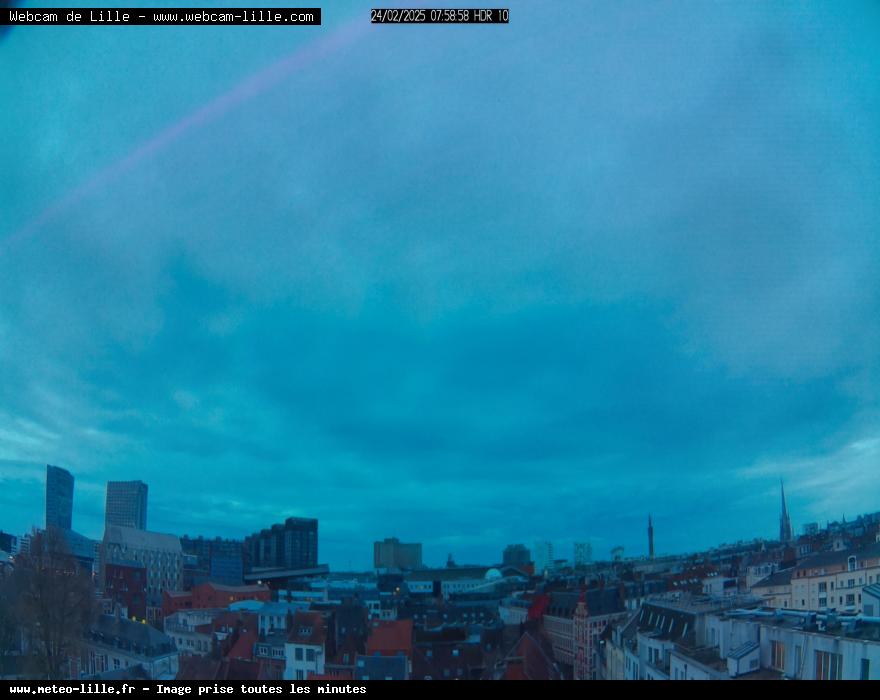 Webcam de Lille - www.webcam-lille.com
24/02/2025 07:58:58 HDR 10
www.meteo-lille.fr - Image prise toutes les minutes